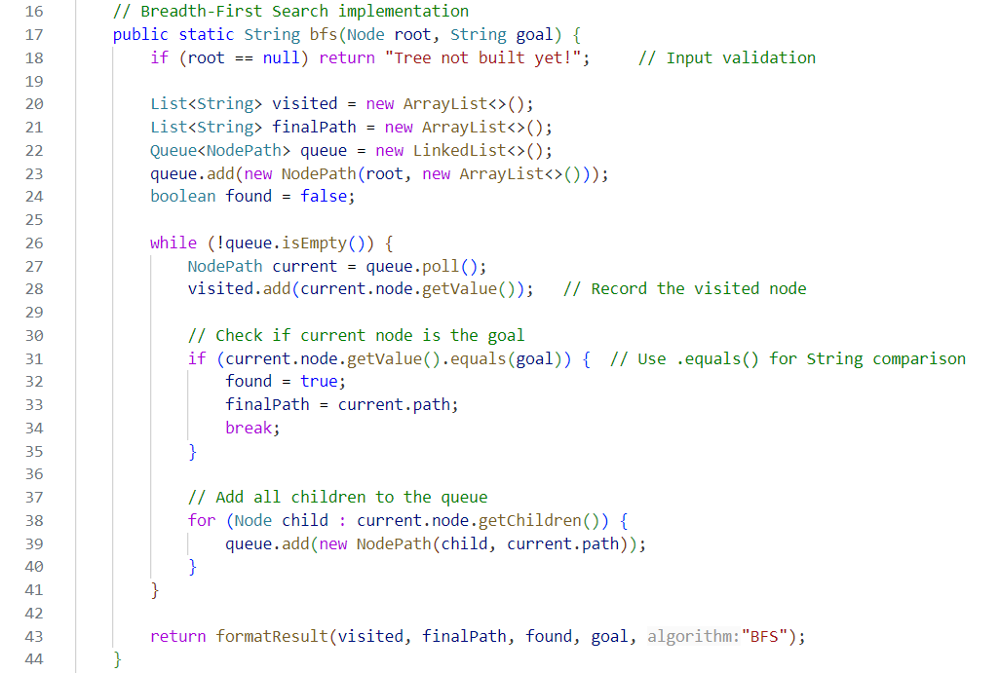 16 // Breadth-First Search implementation
17 public static String bfs(Node root, String goal) {
18 if (root == null) return "Tree not built yet!"; // Input validation
19
20 List<String> visited = new ArrayList<>();
21 List<String> finalPath = new ArrayList<>();
22 Queue<NodePath> queue = new LinkedList<>();
23 queue.add(new NodePath(root, new ArrayList<>()));
24 boolean found = false;
25
26 while (!queue.isEmpty()) {
27 NodePath current = queue.poll();
28 visited.add(current.node.getValue()); // Record the visited node
29
30 // Check if current node is the goal
31 if (current.node.getValue().equals(goal)) { // Use .equals() for String comparison
32 found = true;
33 finalPath = current.path;
34 break;
35 }
36
37 // Add all children to the queue
38 for (Node child : current.node.getChildren()) {
39 queue.add(new NodePath(child, current.path));
40 }
41 }
42
43 return formatResult(visited, finalPath, found, goal, algorithm:"BFS");
44 }